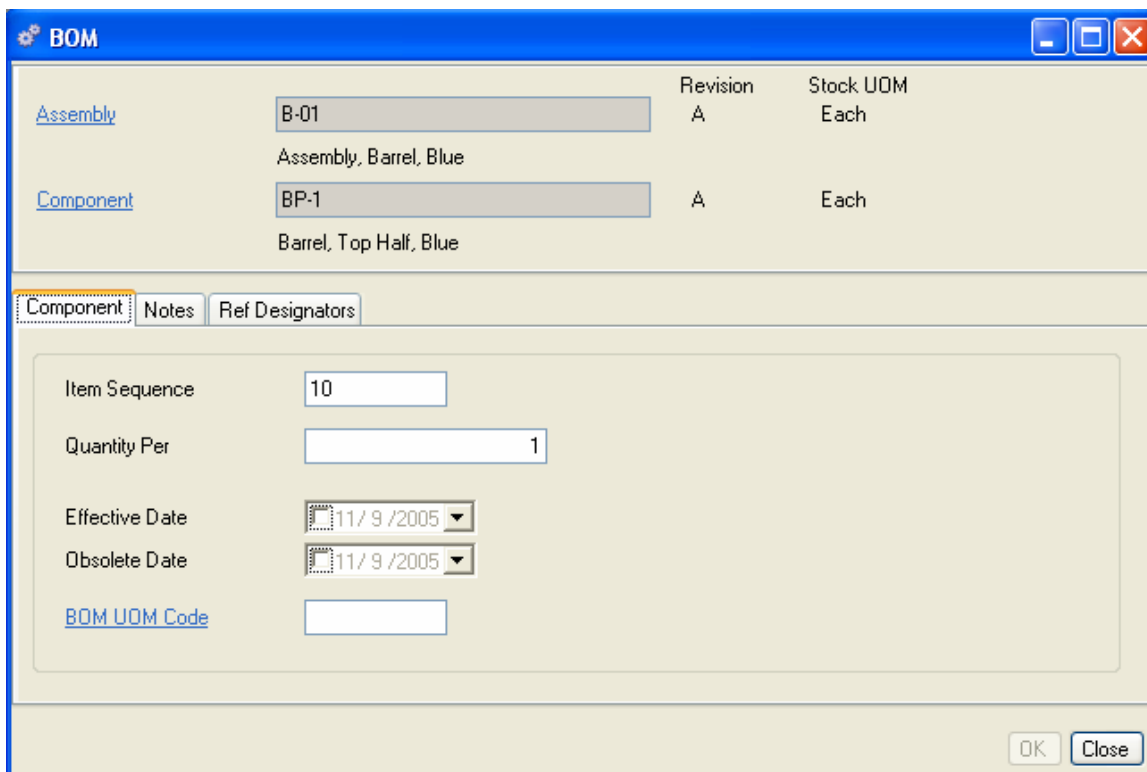 BOM
Revision Stock UOM
Assembly B-01 A Each
Assembly, Barrel, Blue
Component BP-1 A Each
Barrel, Top Half, Blue
Component Notes Ref Designators
Item Sequence 10
Quantity Per 1
Effective Date 11/ 9 /2005
Obsolete Date 11/ 9 /2005
BOM UOM Code
OK Close